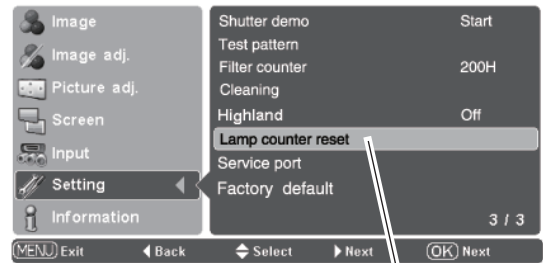 Image
Image adj.
Picture adj.
Screen
Input
Setting
Information
Shutter demo Start
Test pattern
Filter counter 200H
Cleaning
Highland Off
Lamp counter reset
Service port
Factory default
3 / 3
MENU Exit Back Select Next OK Next